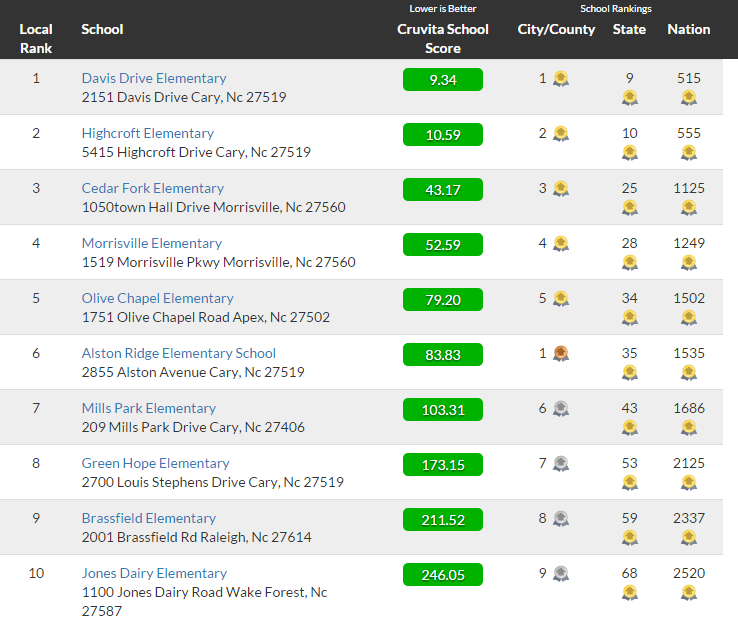 Lower is Better School Rankings
Local School Cruvita School City/County State Nation
Rank Score
1 Davis Drive Elementary 9.34 1 9 515
2151 Davis Drive Cary, Nc 27519
2 Highcroft Elementary 10.59 2 10 555
5415 Highcroft Drive Cary, Nc 27519
3 Cedar Fork Elementary 43.17 3 25 1125
1050town Hall Drive Morrisville, Nc 27560
4 Morrisville Elementary 52.59 4 28 1249
1519 Morrisville Pkwy Morrisville, Nc 27560
5 Olive Chapel Elementary 79.20 5 34 1502
1751 Olive Chapel Road Apex, Nc 27502
6 Alston Ridge Elementary School 83.83 1 35 1535
2855 Alston Avenue Cary, Nc 27519
7 Mills Park Elementary 103.31 6 43 1686
209 Mills Park Drive Cary, Nc 27406
8 Green Hope Elementary 173.15 7 53 2125
2700 Louis Stephens Drive Cary, Nc 27519
9 Brassfield Elementary 211.52 8 59 2337
2001 Brassfield Rd Raleigh, Nc 27614
10 Jones Dairy Elementary 246.05 9 68 2520
1100 Jones Dairy Road Wake Forest, Nc
27587